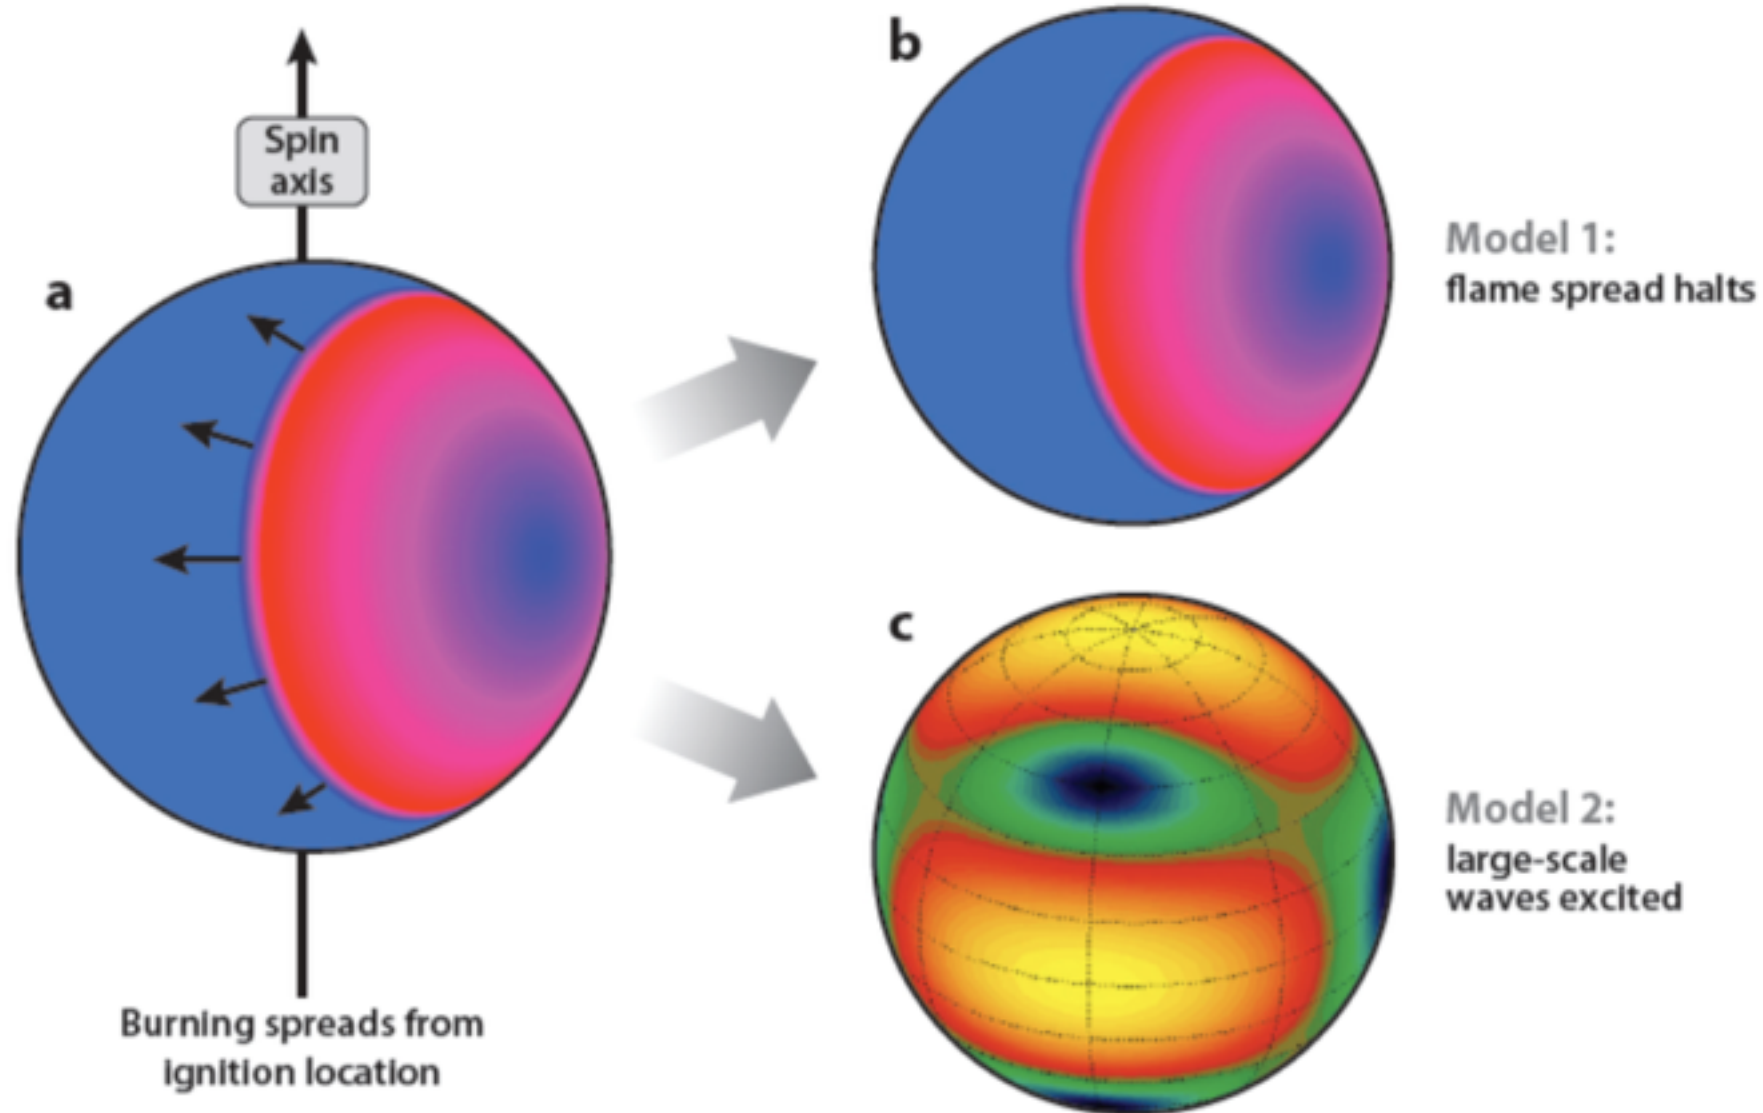 a
Spin
axis
Burning spreads from
ignition location
b
Model 1:
flame spread halts
c
Model 2:
large-scale
waves excited